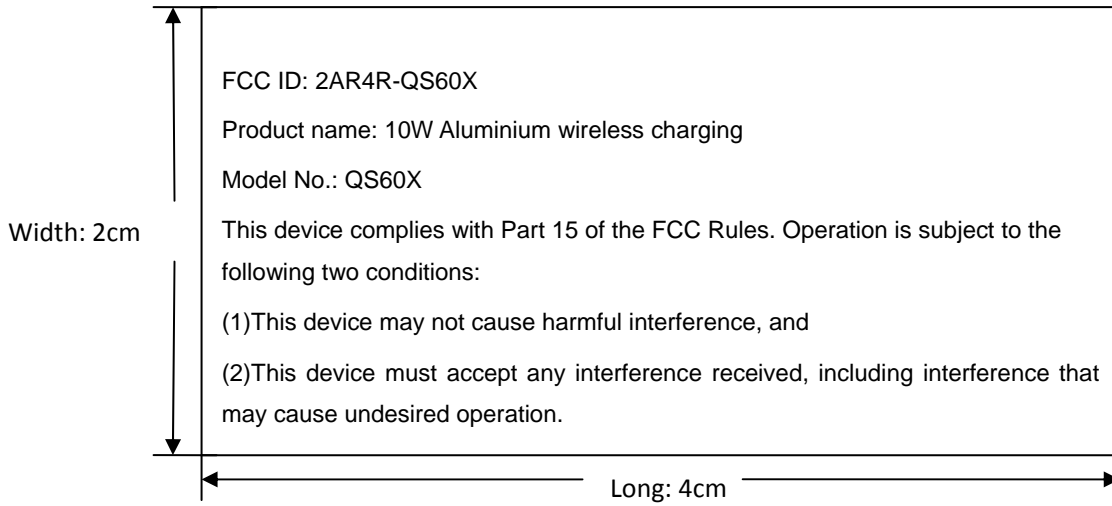 FCC ID: 2AR4R-QS60X
Product name: 10W Aluminium wireless charging
Model No.: QS60X
Width: 2cm
This device complies with Part 15 of the FCC Rules. Operation is subject to the
following two conditions:
(1)This device may not cause harmful interference, and
(2)This device must accept any interference received, including interference that
may cause undesired operation.
Long: 4cm